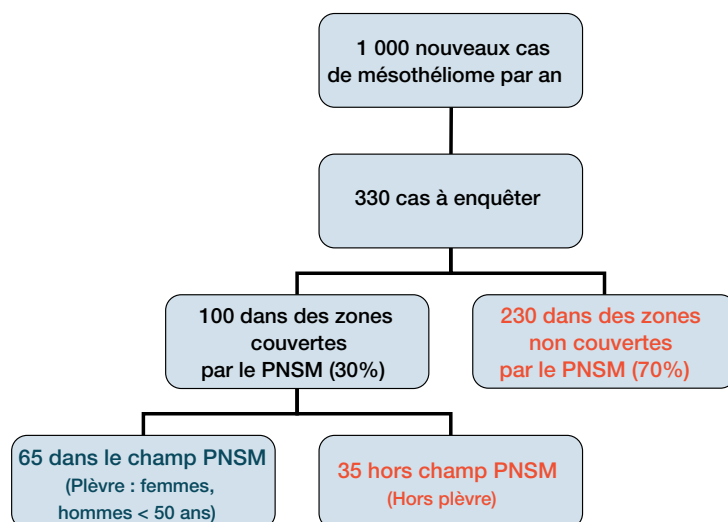 1 000 nouveaux cas
de mésothéliome par an
330 cas à enquêter
100 dans des zones
couvertes
par le PNSM (30%)
230 dans des zones
non couvertes
par le PNSM (70%)
65 dans le champ PNSM
(Plèvre : femmes,
hommes < 50 ans)
35 hors champ PNSM
(Hors plèvre)